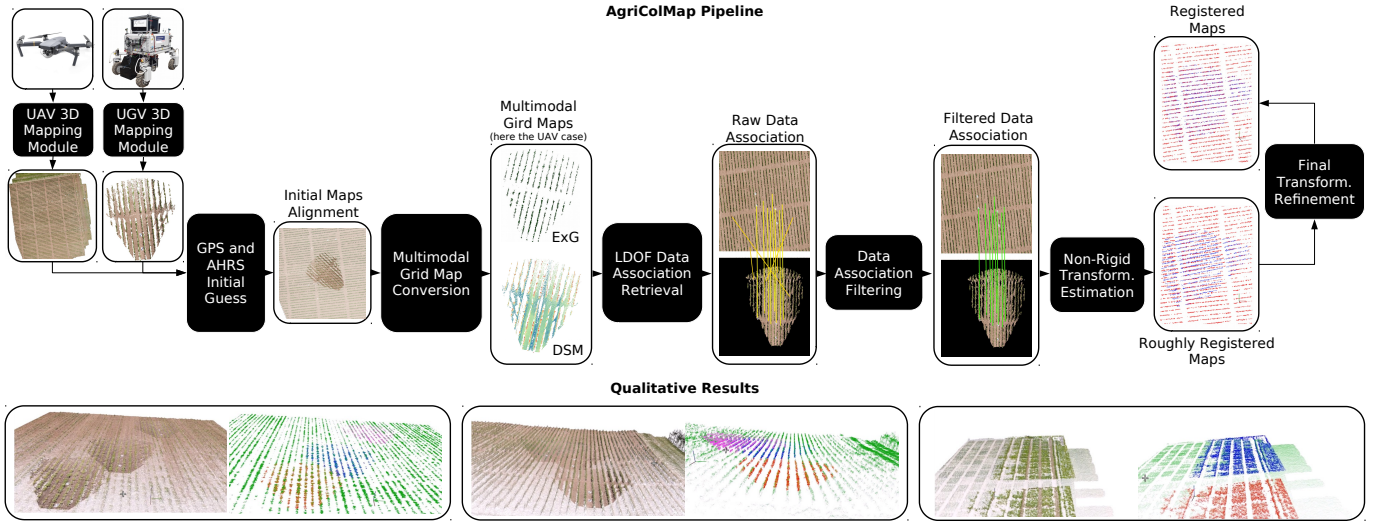 AgriColMap Pipeline
UAV 3D
Mapping
Module
UGV 3D
Mapping
Module
GPS and
AHRS
Initial
Guess
Initial Maps
Alignment
Multimodal
Grid Map
Conversion
Multimodal
Gird Maps
(here the UAV case)
ExG
DSM
LDOF Data
Association
Retrieval
Raw Data
Association
Data
Association
Filtering
Filtered Data
Association
Non-Rigid
Transform.
Estimation
Roughly Registered
Maps
Final
Transform.
Refinement
Registered
Maps
Qualitative Results